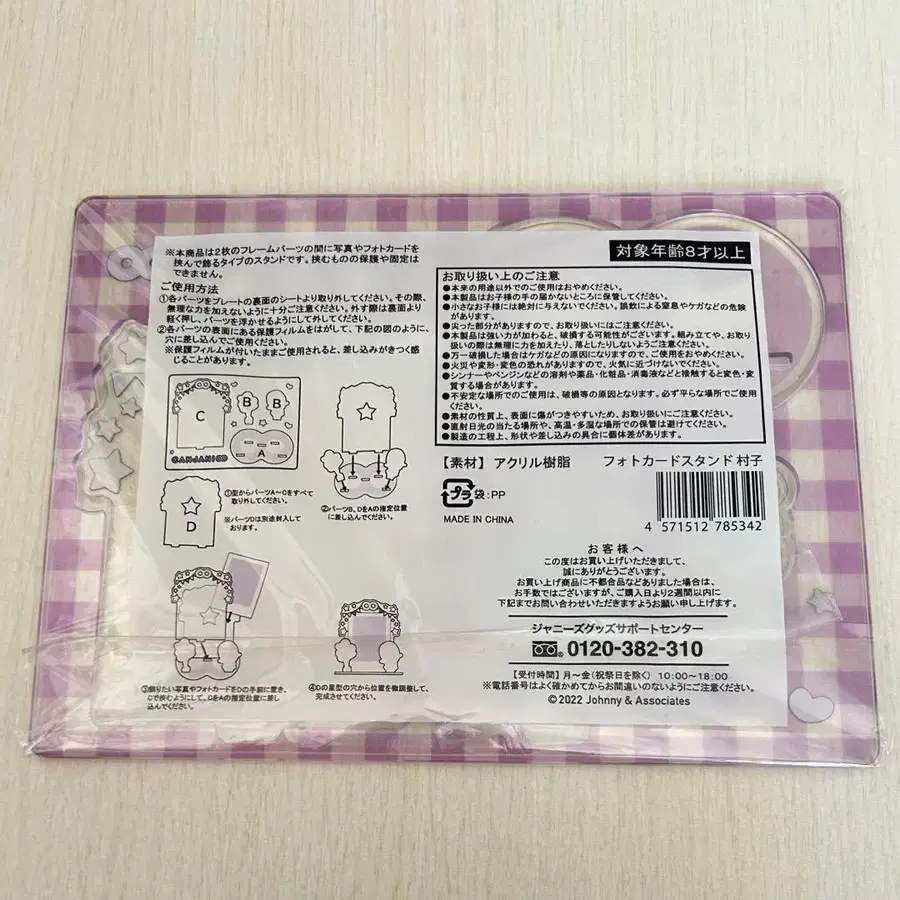 ※本商品は2枚のフレームパーツの間に写真やフォトカードを
挟んで飾るタイプのスタンドです。挟むものの保護や固定は
できません。
ご使用方法
①各パーツをプレートの裏面のシートより取り外してください。その際、
無理な力を加えないように十分ご注意ください。外す際は裏面より
軽く押し、パーツを浮かせるようにして外してください。
②各パーツの表面にある保護フィルムをはがして、下記の図のように、
穴に差し込んでご使用ください。
※保護フィルムが付いたままご使用されると、差し込みがきつく感
じることがあります。
C
B
B
A
KANJANI∞
①型からパーツA〜Cをすべて
取り外してください。
D
※パーツDは別途封入して
おります。
②パーツB、DをAの指定位置
に差し込んでください。
③飾りたい写真やフォトカードをDの手前に置き、
Cで挟むようにして、CをAの指定位置に差し
込んでください。
④Dの星型の穴から位置を微調整して、
完成させてください。
対象年齢8才以上
お取り扱い上のご注意
●本来の用途以外でのご使用はおやめください。
●本製品はお子様の手の届かないところに保管してください。
●小さなお子様には絶対に与えないでください。誤飲による窒息やケガなどの危険
があります。
●尖った部分がありますので、お取り扱いにはご注意ください。
●本製品は強い力が加わると、破損する可能性がございます。組み立てや、お取り
扱いの際は無理に力を加えたり、落としたりしないようご注意ください。
●万一破損した場合はケガなどの原因になりますので、ご使用をおやめください。
●火災や変形・変色の恐れがありますので、火気に近づけないでください。
●シンナーやベンジンなどの溶剤や薬品・化粧品・消毒液などと接触すると変色・変
質する場合があります。
●不安定な場所でのご使用は、破損等の原因となります。必ず平らな場所でご使用
ください。
●素材の性質上、表面に傷がつきやすいため、お取り扱いにご注意ください。
●直射日光の当たる場所や、高温・多湿な場所での保管は避けてください。
●製造の工程上、形状や差し込みの具合に個体差があります。
【素材】 アクリル樹脂
フォトカードスタンド 村子
プラ 袋:PP
MADE IN CHINA
4 571512 785342
お客様へ
この度はお買い上げいただきまして、
誠にありがとうございます。
お買い上げ商品に不都合品などありました場合は、
お手数ではございますが、ご購入日より2週間以内に
下記までお問い合わせいただきますようお願い申し上げます。
ジャニーズグッズサポートセンター
0120-382-310
【受付時間】月〜金(祝祭日を除く) 10:00〜18:00
※電話番号はよく確かめてからお間違いのないようにご注意ください。
©2022 Johnny & Associates